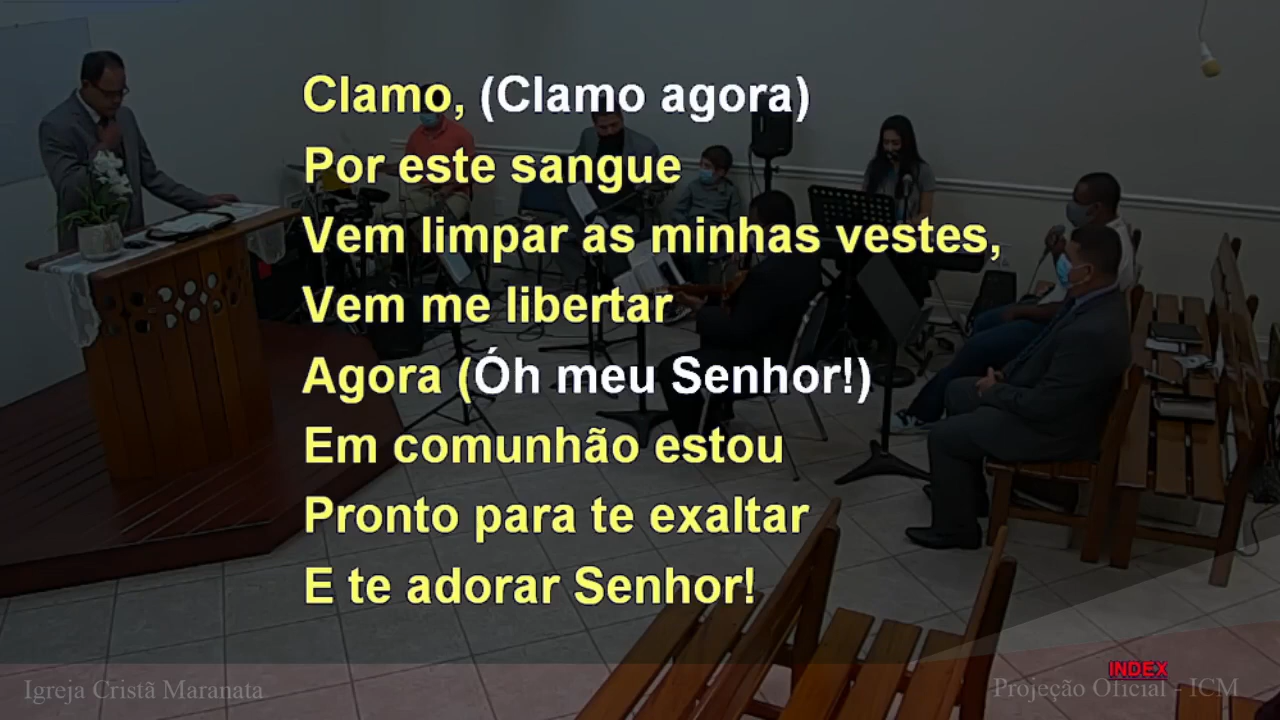 Clamo, (Clamo agora)
Por este sangue
Vem limpar as minhas vestes,
Vem me libertar
Agora (Óh meu Senhor!)
Em comunhão estou
Pronto para te exaltar
E te adorar Senhor!
INDEX
Igreja Cristã Maranata
Projeção Oficial - ICM